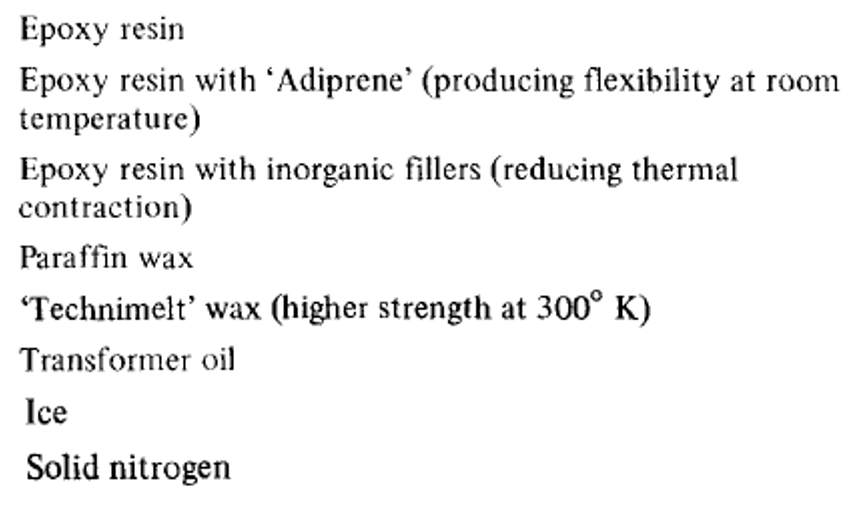 Epoxy resin
Epoxy resin with ‘Adiprene’ (producing flexibility at room
temperature)
Epoxy resin with inorganic fillers (reducing thermal
contraction)
Paraffin wax
‘Technimelt’ wax (higher strength at 300° K)
Transformer oil
Ice
Solid nitrogen